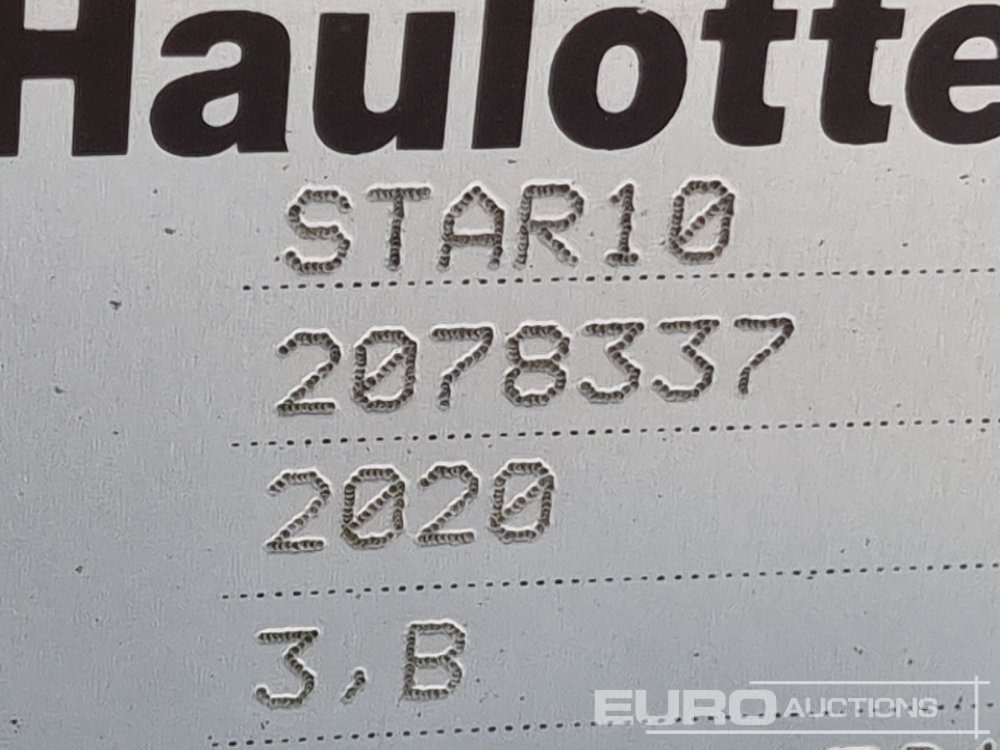 Haulotte
STAR10
2078337
2020
3,B
EURO AUCTIONS